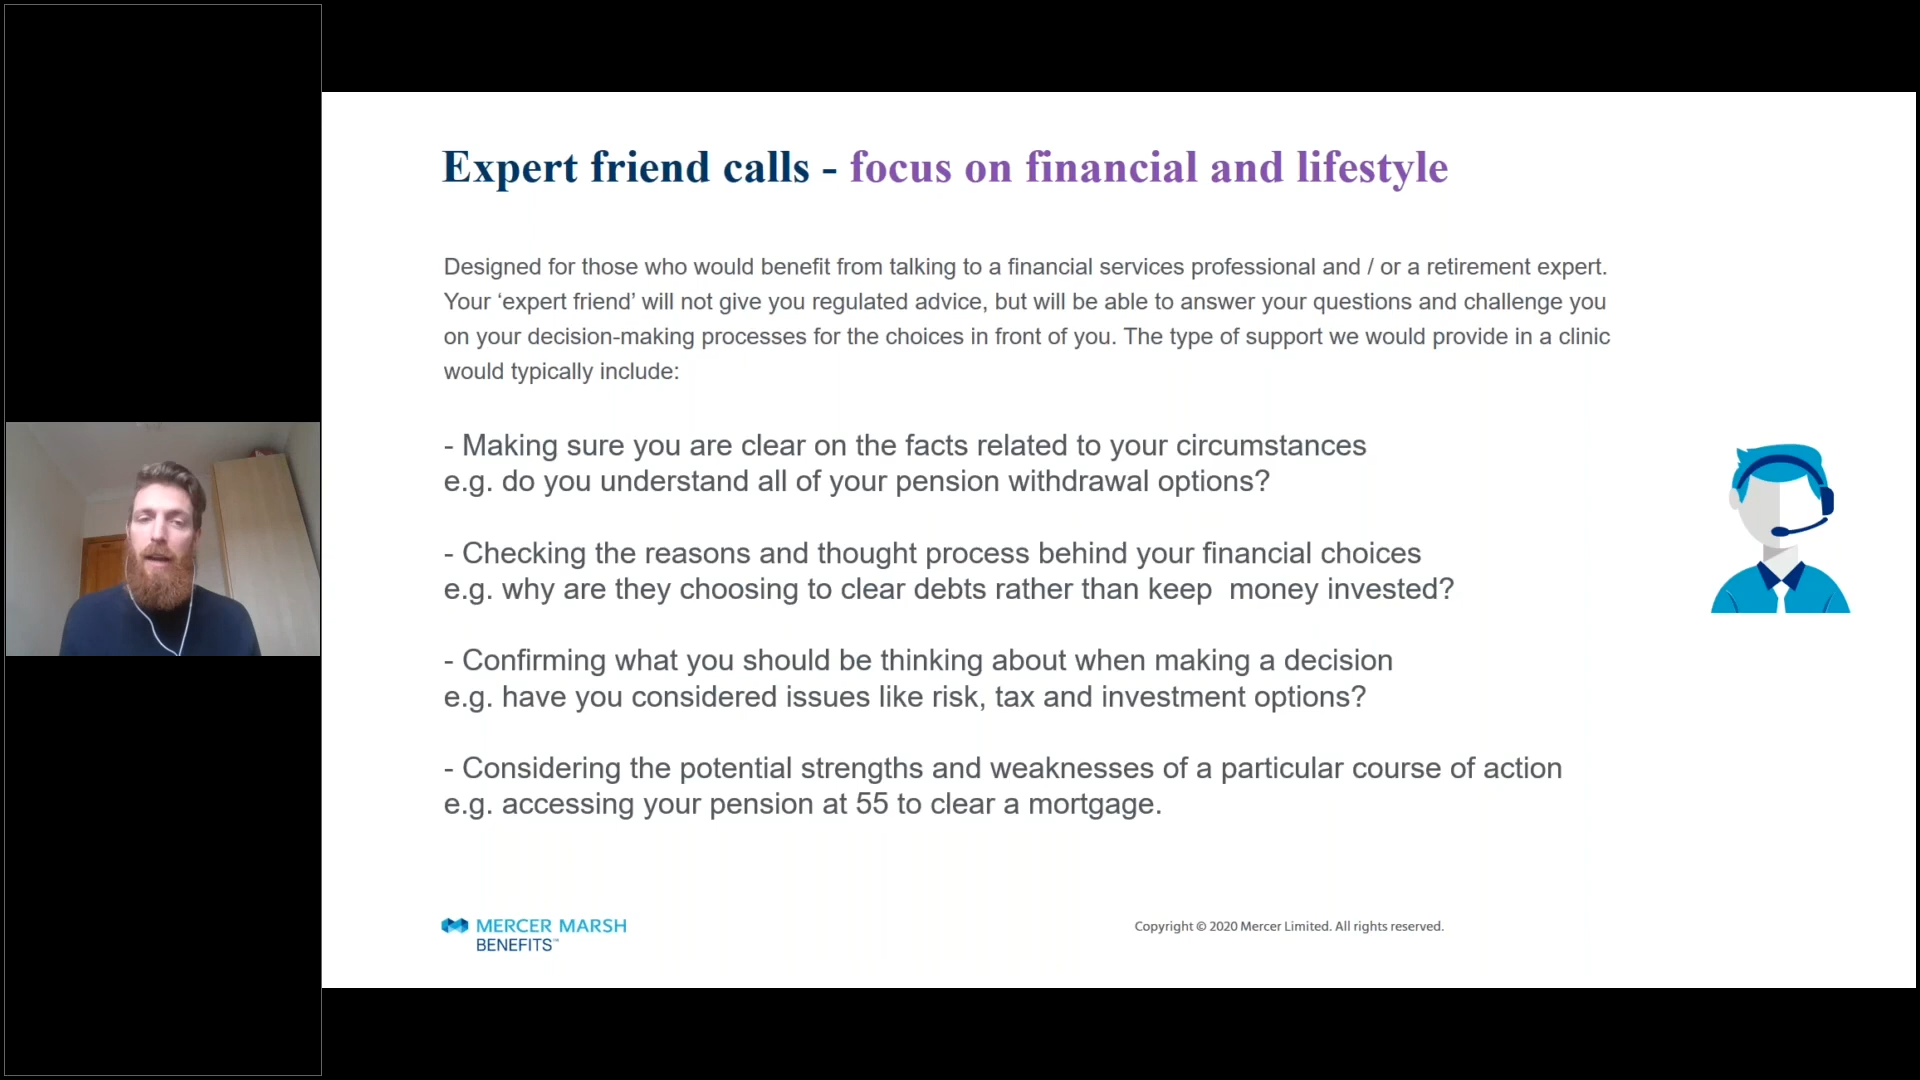 Expert friend calls - focus on financial and lifestyle
Designed for those who would benefit from talking to a financial services professional and / or a retirement expert.
Your ‘expert friend’ will not give you regulated advice, but will be able to answer your questions and challenge you
on your decision-making processes for the choices in front of you. The type of support we would provide in a clinic
would typically include:
- Making sure you are clear on the facts related to your circumstances
e.g. do you understand all of your pension withdrawal options?
- Checking the reasons and thought process behind your financial choices
e.g. why are they choosing to clear debts rather than keep  money invested?
- Confirming what you should be thinking about when making a decision
e.g. have you considered issues like risk, tax and investment options?
- Considering the potential strengths and weaknesses of a particular course of action
e.g. accessing your pension at 55 to clear a mortgage.
MERCER MARSH
BENEFITS™
Copyright © 2020 Mercer Limited. All rights reserved.